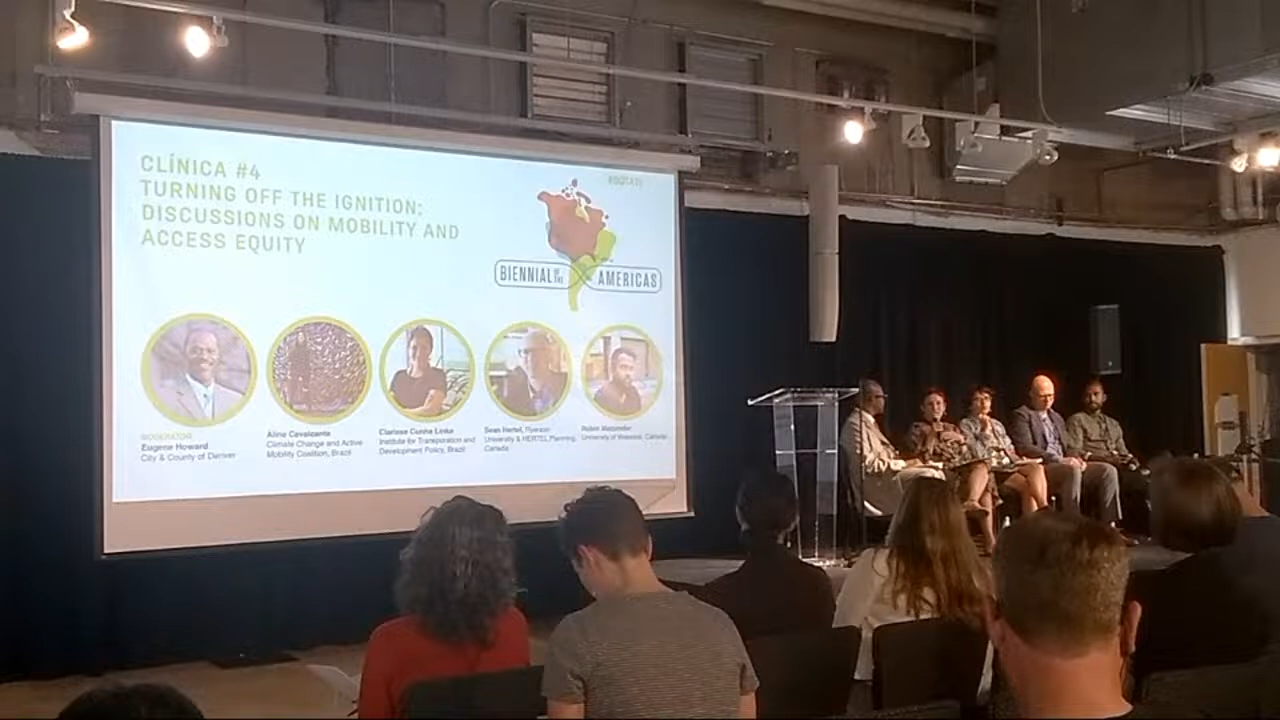 CLÍNICA #4
TURNING OFF THE IGNITION:
DISCUSSIONS ON MOBILITY AND
ACCESS EQUITY
BIENNIAL OF THE AMERICAS
MODERATOR:
Eugene Howard
City & County of Denver
Aline Cavalcante
Climate Change and Active
Mobility Coalition, Brazil
Clarisse Cunha Linke
Institute for Transporation and
Development Policy, Brazil
Sean Hertel, Ryerson
University & HERTEL Planning,
Canada
University of Waterloo, Canada